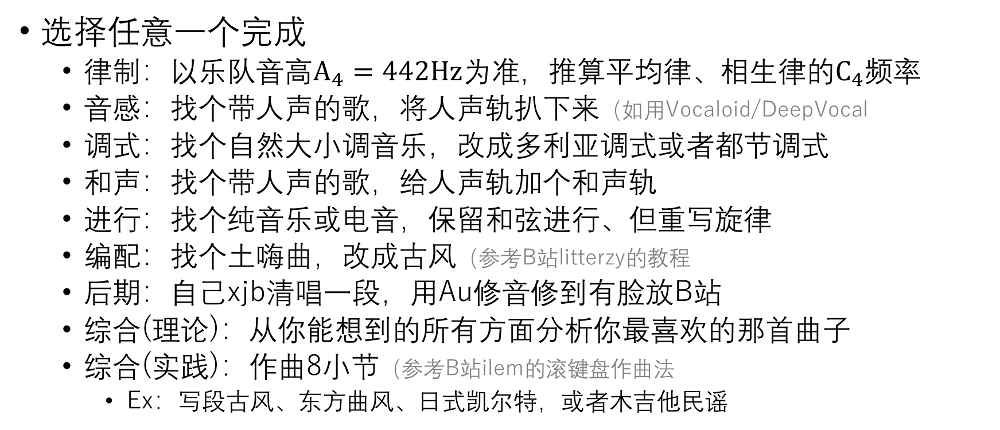 • 选择任意一个完成
• 律制：以乐队音高A₄ = 442Hz为准，推算平均律、相生律的C₄频率
• 音感：找个带人声的歌，将人声轨扒下来（如用Vocaloid/DeepVocal
• 调式：找个自然大小调音乐，改成多利亚调式或者都节调式
• 和声：找个带人声的歌，给人声轨加个和声轨
• 进行：找个纯音乐或电音，保留和弦进行、但重写旋律
• 编配：找个土嗨曲，改成古风（参考B站litterzy的教程
• 后期：自己xjb清唱一段，用Au修音修到有脸放B站
• 综合(理论)：从你能想到的所有方面分析你最喜欢的那首曲子
• 综合(实践)：作曲8小节（参考B站ilem的滚键盘作曲法
• Ex：写段古风、东方曲风、日式凯尔特，或者木吉他民谣